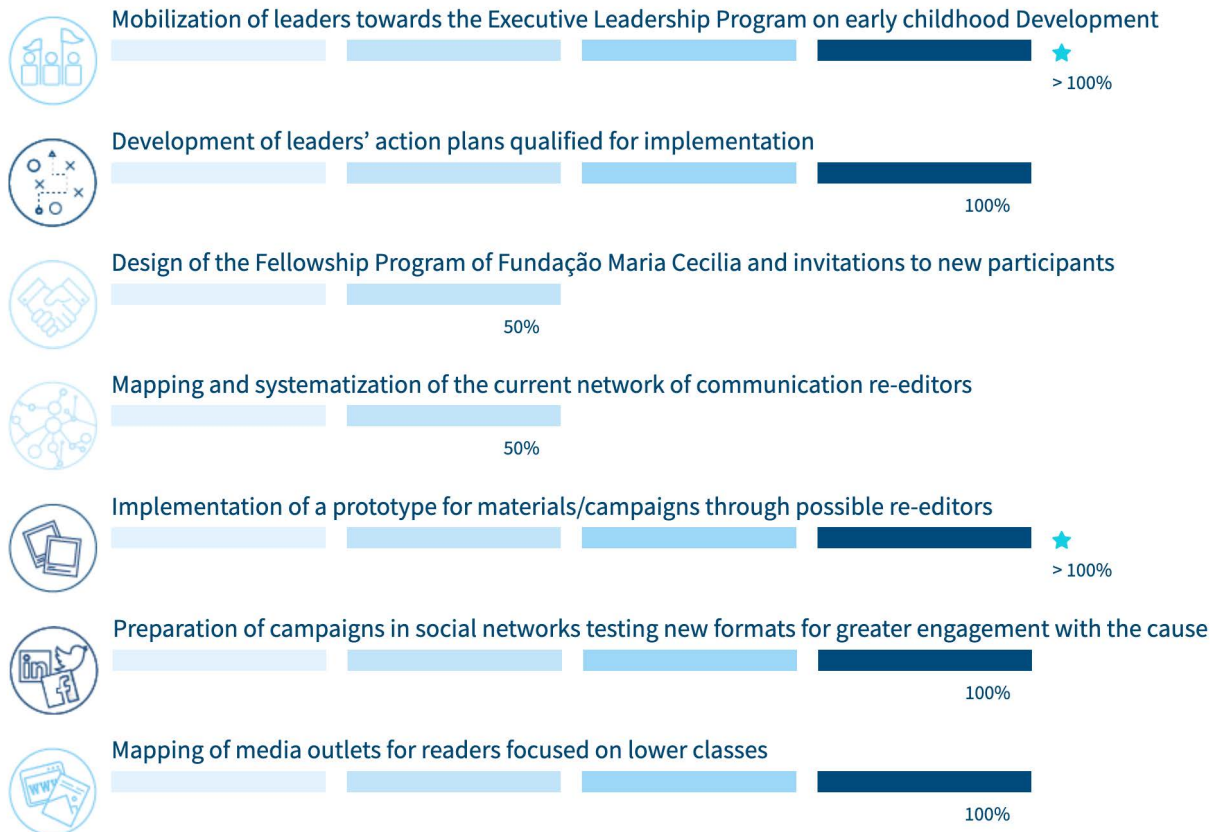 Mobilization of leaders towards the Executive Leadership Program on early childhood Development
> 100%
Development of leaders’ action plans qualified for implementation
100%
Design of the Fellowship Program of Fundação Maria Cecilia and invitations to new participants
50%
Mapping and systematization of the current network of communication re-editors
50%
Implementation of a prototype for materials/campaigns through possible re-editors
> 100%
Preparation of campaigns in social networks testing new formats for greater engagement with the cause
in
f
100%
Mapping of media outlets for readers focused on lower classes
WWW
100%